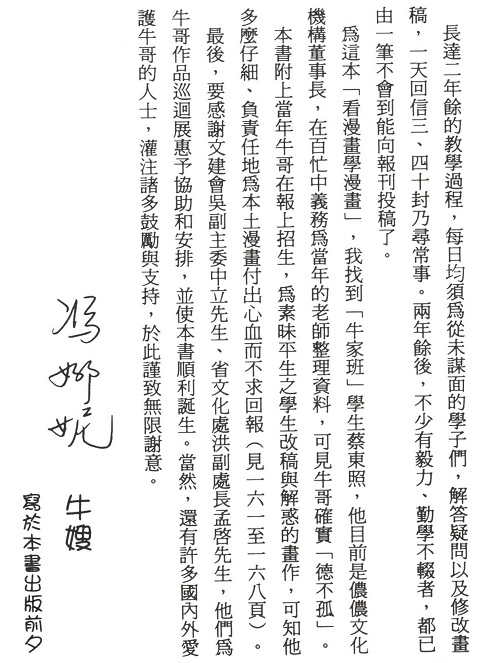 長達二年餘的教學過程，每日均須為從未謀面的學子們，解答疑問以及修改畫
稿，一天回信三、四十封乃尋常事。兩年餘後，不少有毅力、勤學不輟者，都已
由一筆不會到能向報刊投稿了。
為這本「看漫畫學漫畫」，我找到「牛家班」學生蔡東照，他目前是儂儂文化
機構董事長，在百忙中義務為當年的老師整理資料，可見牛哥確實「德不孤」。
本書附上當年牛哥在報上招生，為素昧平生之學生改稿與解惑的畫作，可知他
多麼仔細、負責任地為本土漫畫付出心血而不求回報（見一六一至一六八頁）。
最後，要感謝文建會吳副主委中立先生、省文化處洪副處長孟啓先生，他們為
牛哥作品巡迴展惠予協助和安排，並使本書順利誕生。當然，還有許多國內外愛
護牛哥的人士，灌注諸多鼓勵與支持，於此謹致無限謝意。
馮娜妮
牛嫂
寫於本書出版前夕